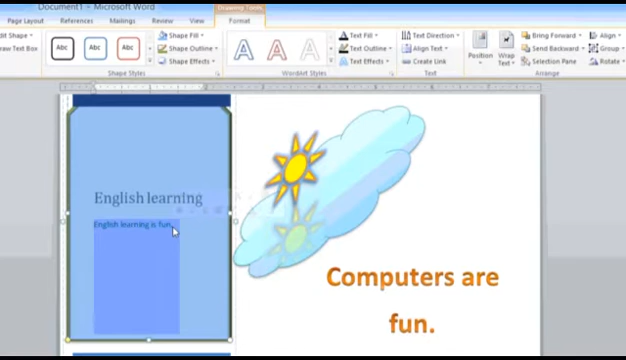 Document1 - Microsoft Word
Drawing Tools
Page Layout References Mailings Review View Format
Edit Shape
Draw Text Box
Abc Abc Abc
Shape Fill
Shape Outline
Shape Effects
Shape Styles
A A A
WordArt Styles
Text Fill
Text Outline
Text Effects
Text Direction
Align Text
Create Link
Text
Position
Wrap Text
Bring Forward
Send Backward
Selection Pane
Align
Group
Rotate
Arrange
English learning
English learning is fun.
Computers are
fun.